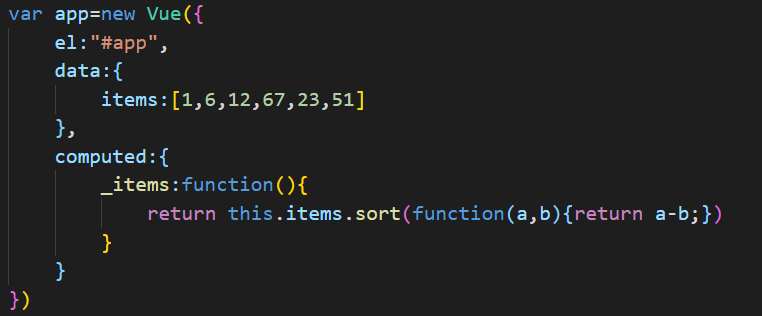 var app=new Vue({
    el:"#app",
    data:{
        items:[1,6,12,67,23,51]
    },
    computed:{
        _items:function(){
            return this.items.sort(function(a,b){return a-b;})
        }
    }
})